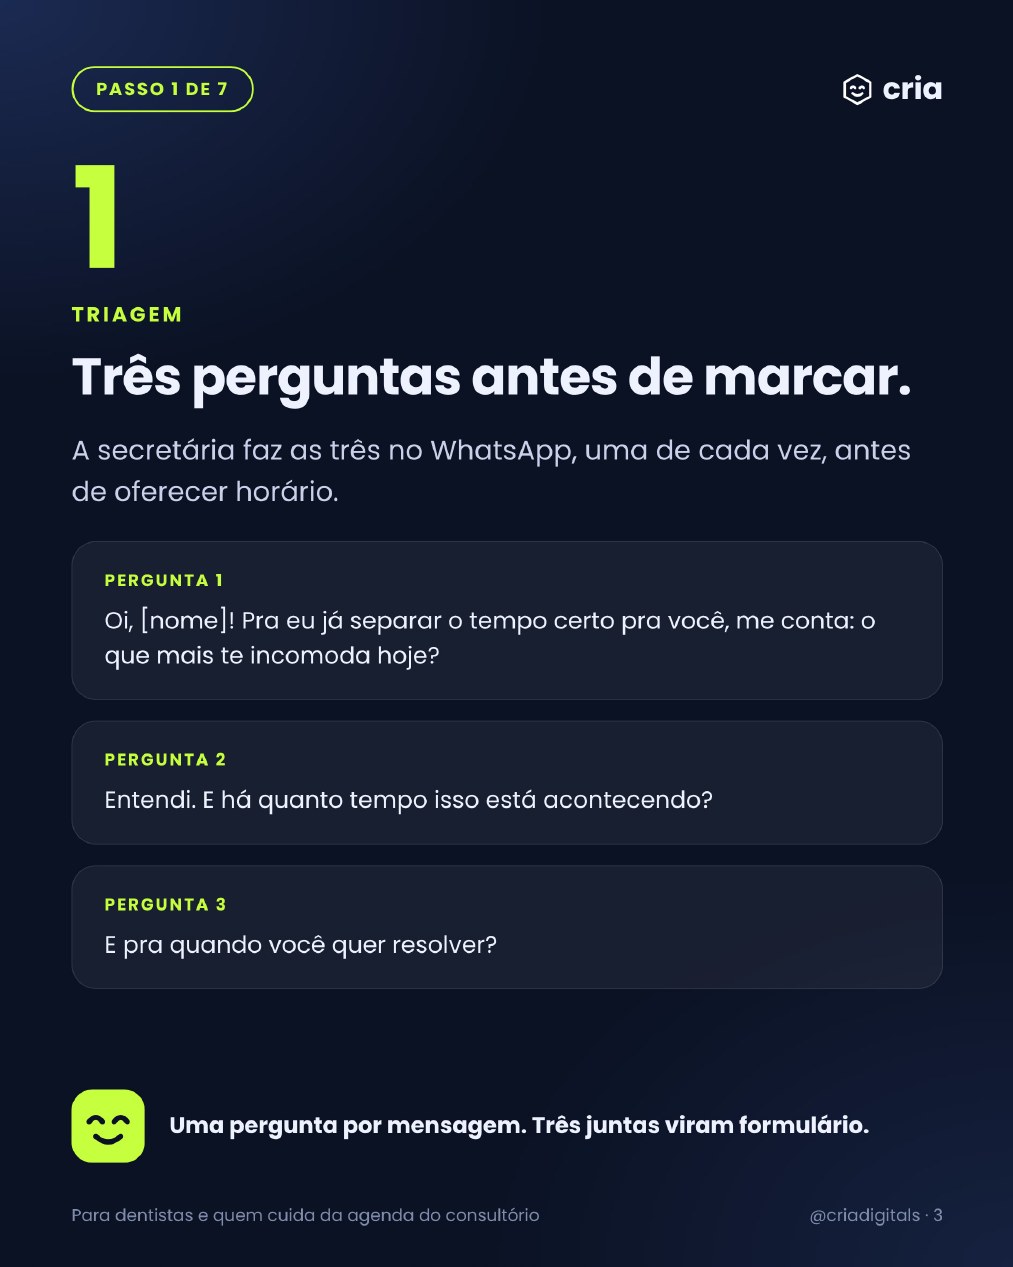 PASSO 1 DE 7
cria
1
TRIAGEM
Três perguntas antes de marcar.
A secretária faz as três no WhatsApp, uma de cada vez, antes
de oferecer horário.
PERGUNTA 1
Oi, [nome]! Pra eu já separar o tempo certo pra você, me conta: o
que mais te incomoda hoje?
PERGUNTA 2
Entendi. E há quanto tempo isso está acontecendo?
PERGUNTA 3
E pra quando você quer resolver?
Uma pergunta por mensagem. Três juntas viram formulário.
Para dentistas e quem cuida da agenda do consultório
@criadigitals · 3